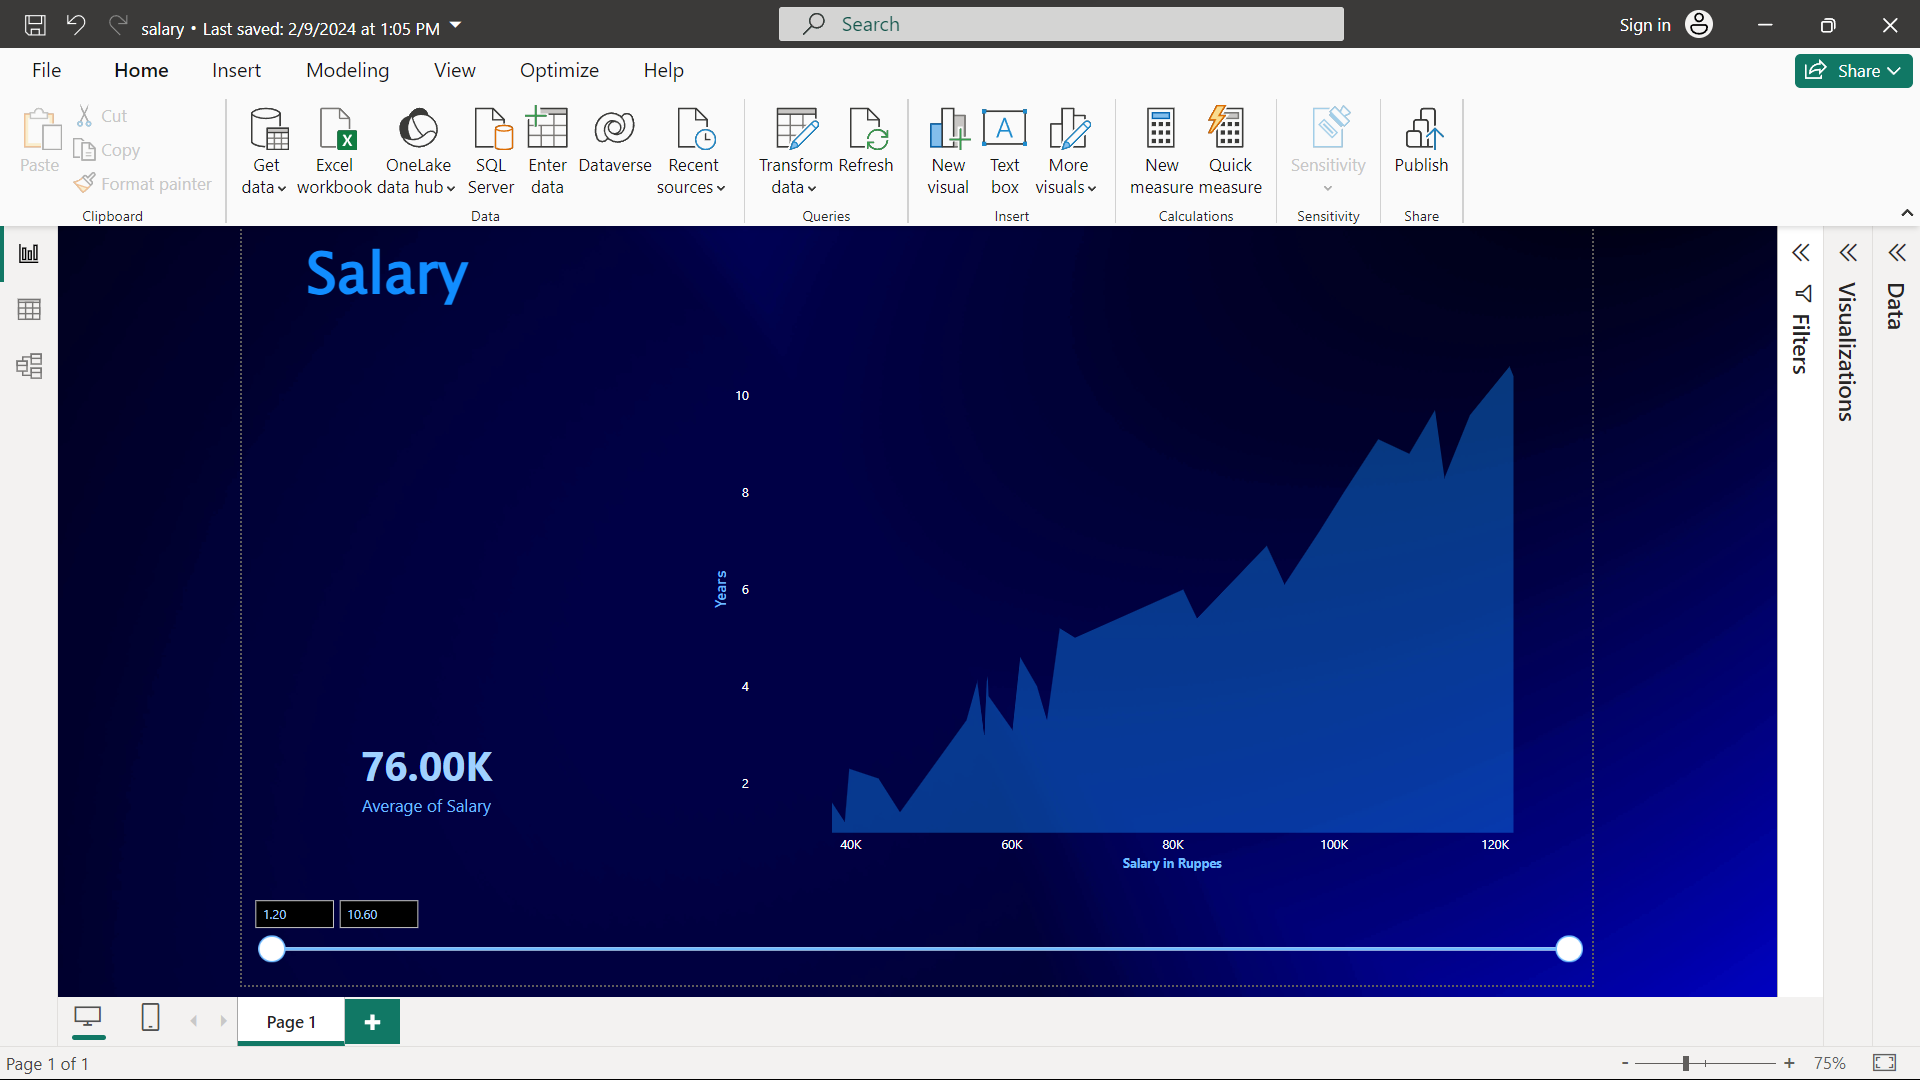 salary • Last saved: 2/9/2024 at 1:05 PM
Search
Sign in
File
Home
Insert
Modeling
View
Optimize
Help
Share
Paste
Cut
Copy
Format painter
Clipboard
Get
data
Excel
workbook
OneLake
data hub
SQL
Server
Enter
data
Dataverse
Recent
sources
Data
Transform
data
Refresh
Queries
New
visual
A
Text
box
More
visuals
Insert
New
measure
Quick
measure
Calculations
Sensitivity
Sensitivity
Publish
Share
Salary
76.00K
Average of Salary
Years
10
8
6
4
2
40K
60K
80K
100K
120K
Salary in Ruppes
1.20
10.60
Filters
Visualizations
Data
Page 1
Page 1 of 1
- + 75%